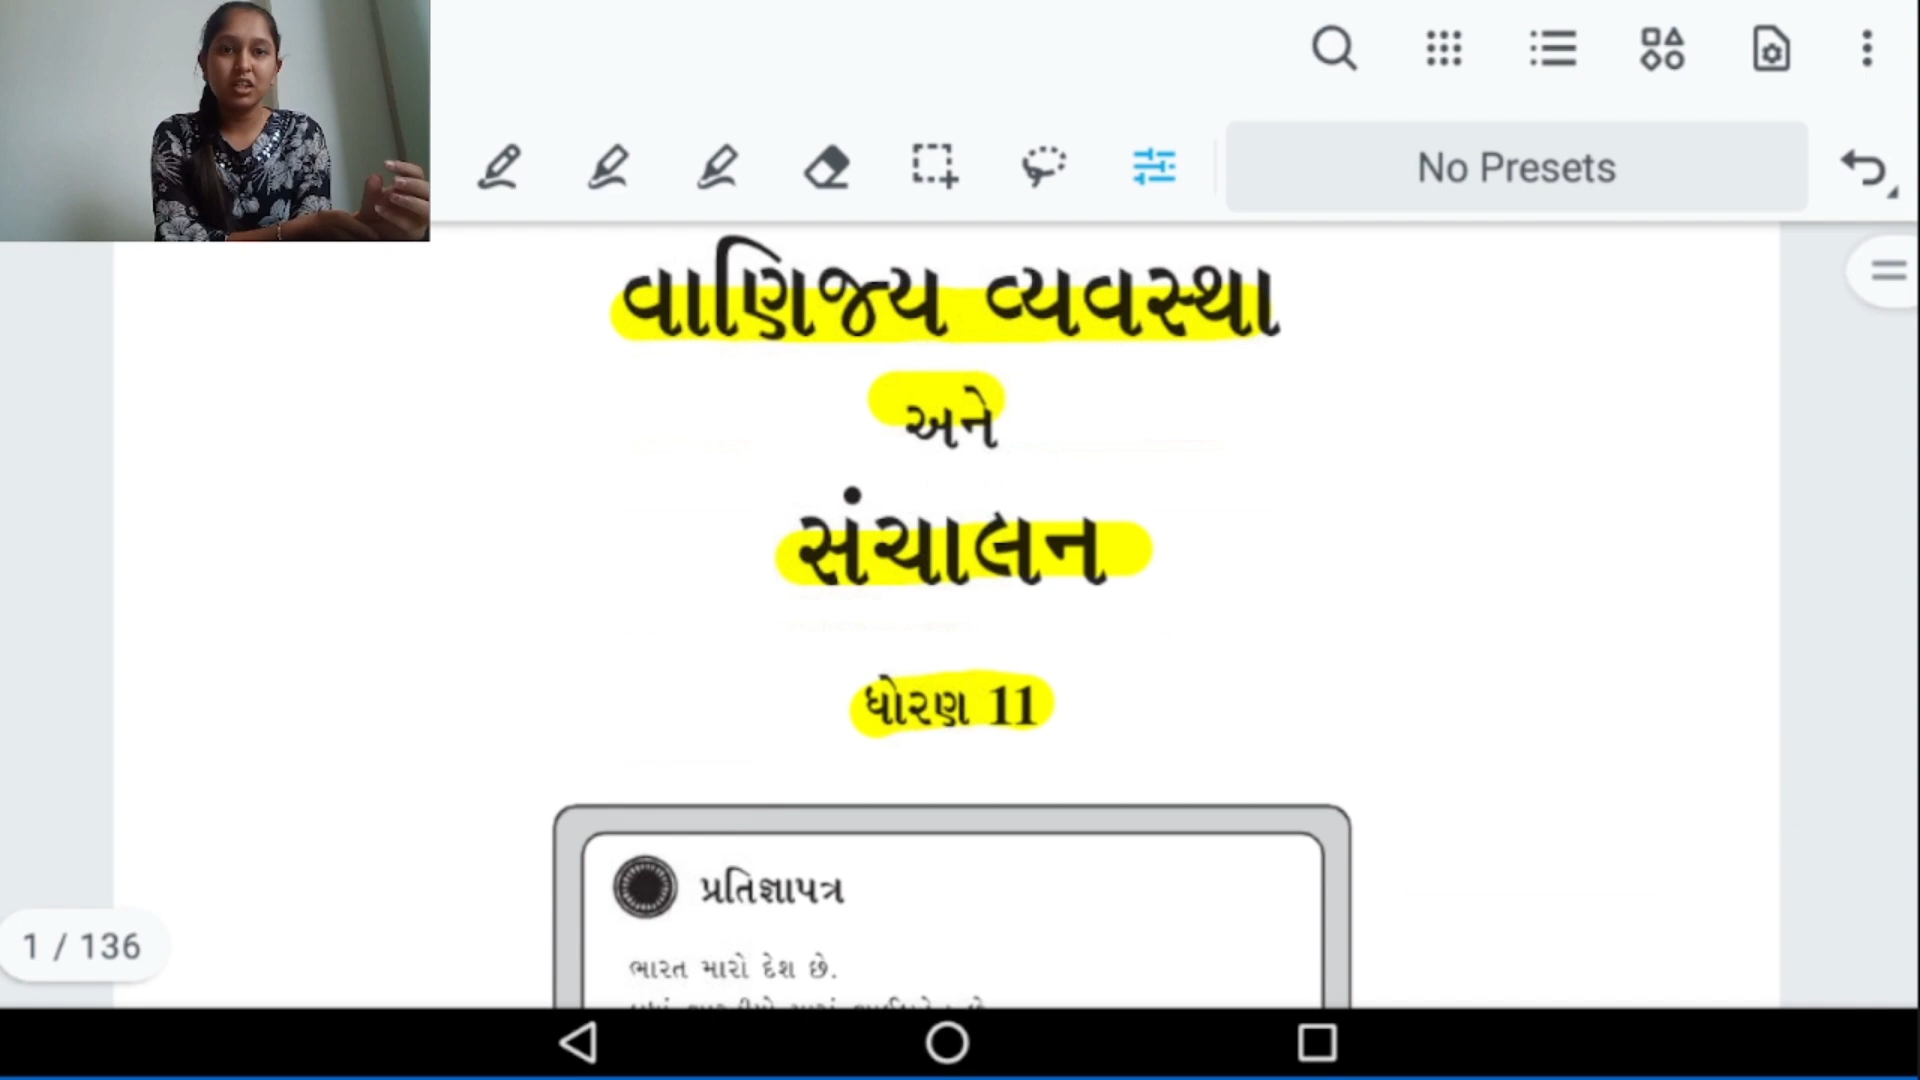 No Presets
વાણિજ્ય વ્યવસ્થા
અને
સંચાલન
ધોરણ 11
પ્રતિજ્ઞાપત્ર
ભારત મારો દેશ છે.
1 / 136